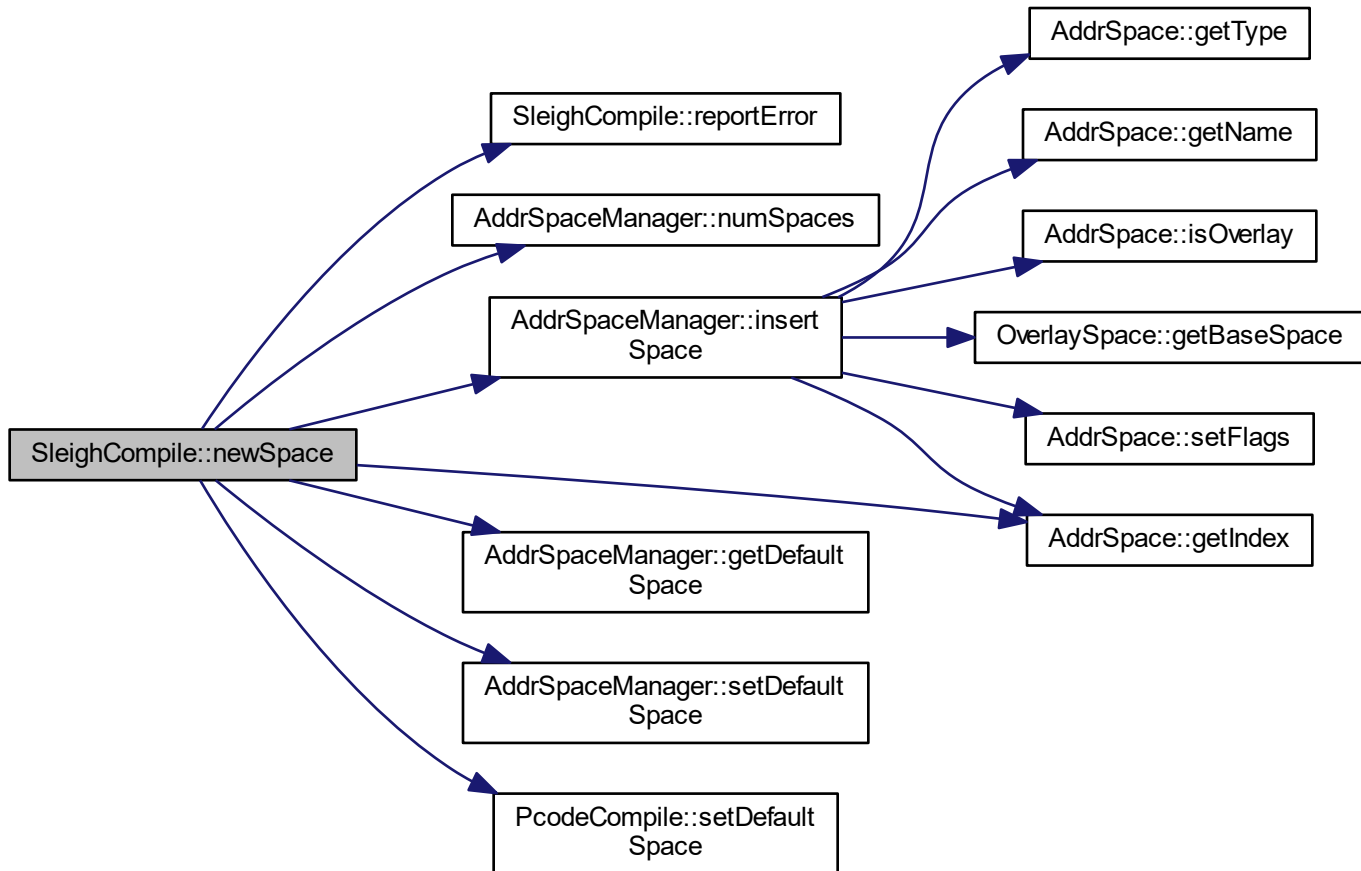 AddrSpace::getType
SleighCompile::reportError
AddrSpace::getName
AddrSpaceManager::numSpaces
AddrSpace::isOverlay
AddrSpaceManager::insert
Space
OverlaySpace::getBaseSpace
SleighCompile::newSpace
AddrSpace::setFlags
AddrSpace::getIndex
AddrSpaceManager::getDefault
Space
AddrSpaceManager::setDefault
Space
PcodeCompile::setDefault
Space